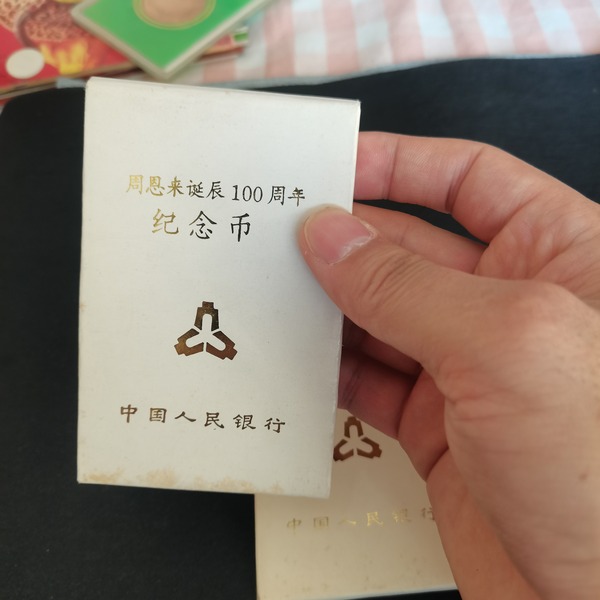 周恩来诞辰100周年
纪念币
中国人民银行
中国人民银行